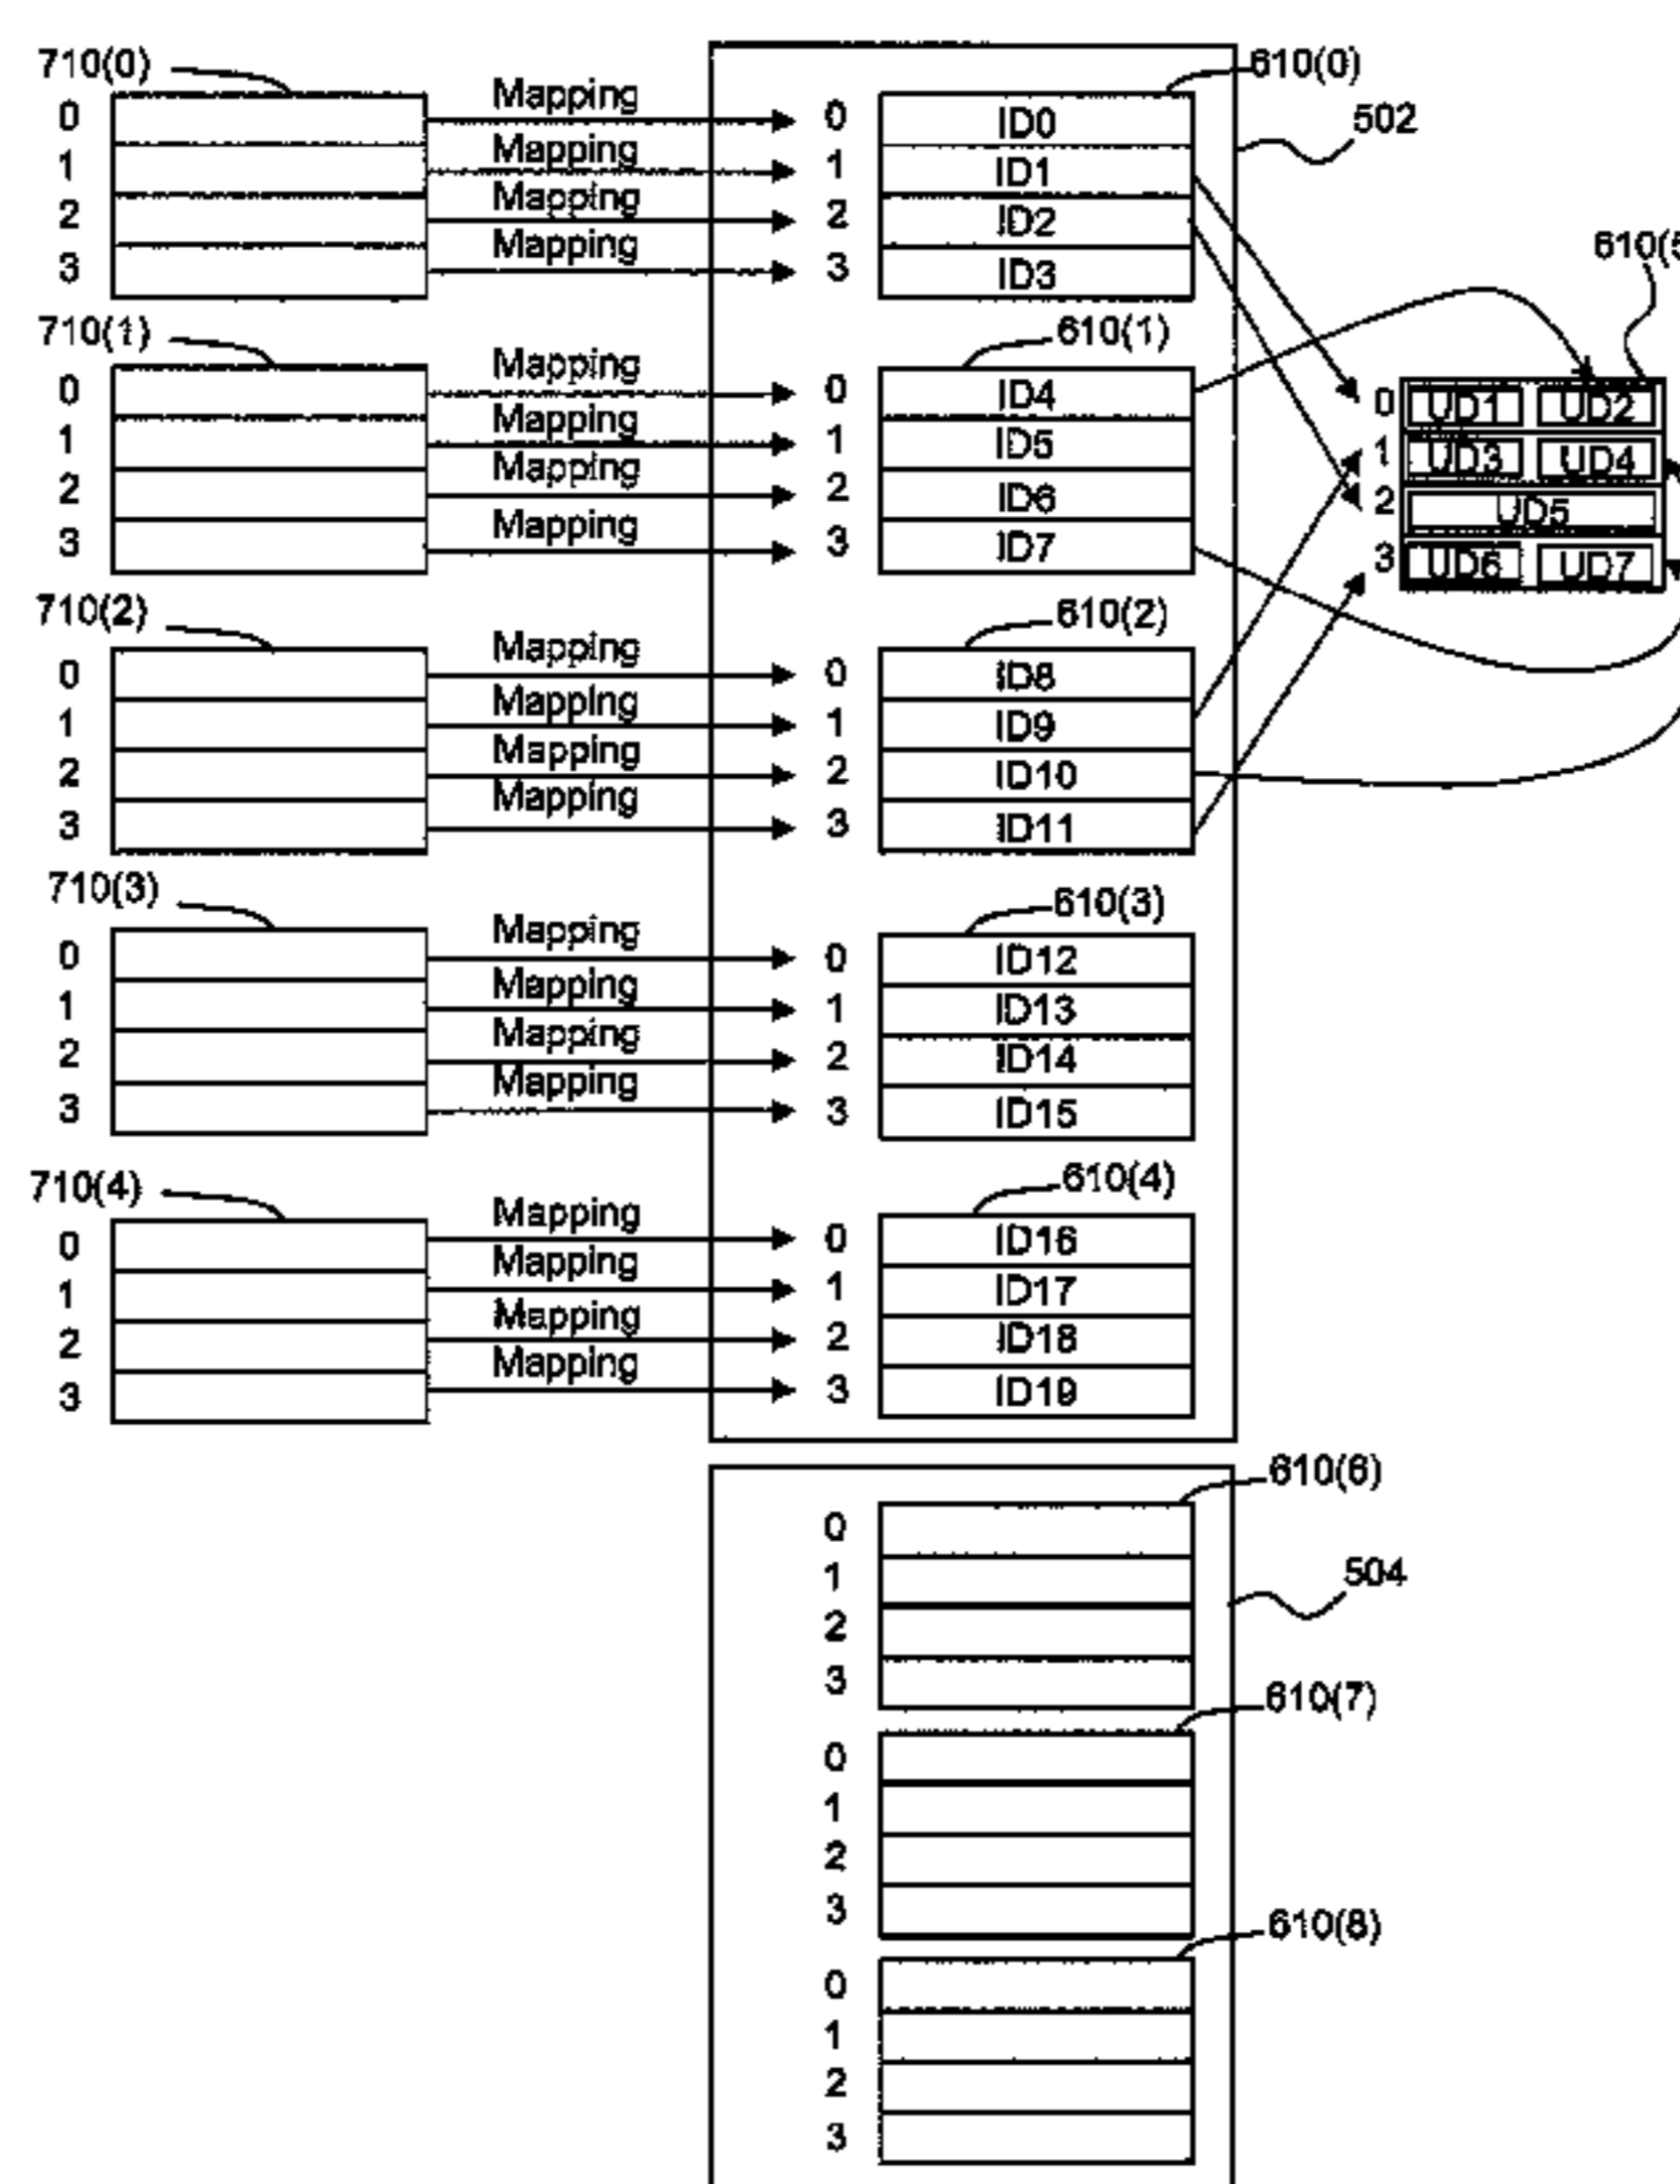 710(0)
610(0)
502
0 Mapping 0 ID0
1 Mapping 1 ID1
2 Mapping 2 ID2
3 Mapping 3 ID3
710(1)
610(1)
0 Mapping 0 ID4
1 Mapping 1 ID5
2 Mapping 2 ID6
3 Mapping 3 ID7
610(5
0 UD1 UD2
1 UD3 UD4
2 UD5
3 UD6 UD7
710(2)
610(2)
0 Mapping 0 ID8
1 Mapping 1 ID9
2 Mapping 2 ID10
3 Mapping 3 ID11
710(3)
610(3)
0 Mapping 0 ID12
1 Mapping 1 ID13
2 Mapping 2 ID14
3 Mapping 3 ID15
710(4)
610(4)
0 Mapping 0 ID16
1 Mapping 1 ID17
2 Mapping 2 ID18
3 Mapping 3 ID19
610(6)
504
0
1
2
3
610(7)
0
1
2
3
610(8)
0
1
2
3